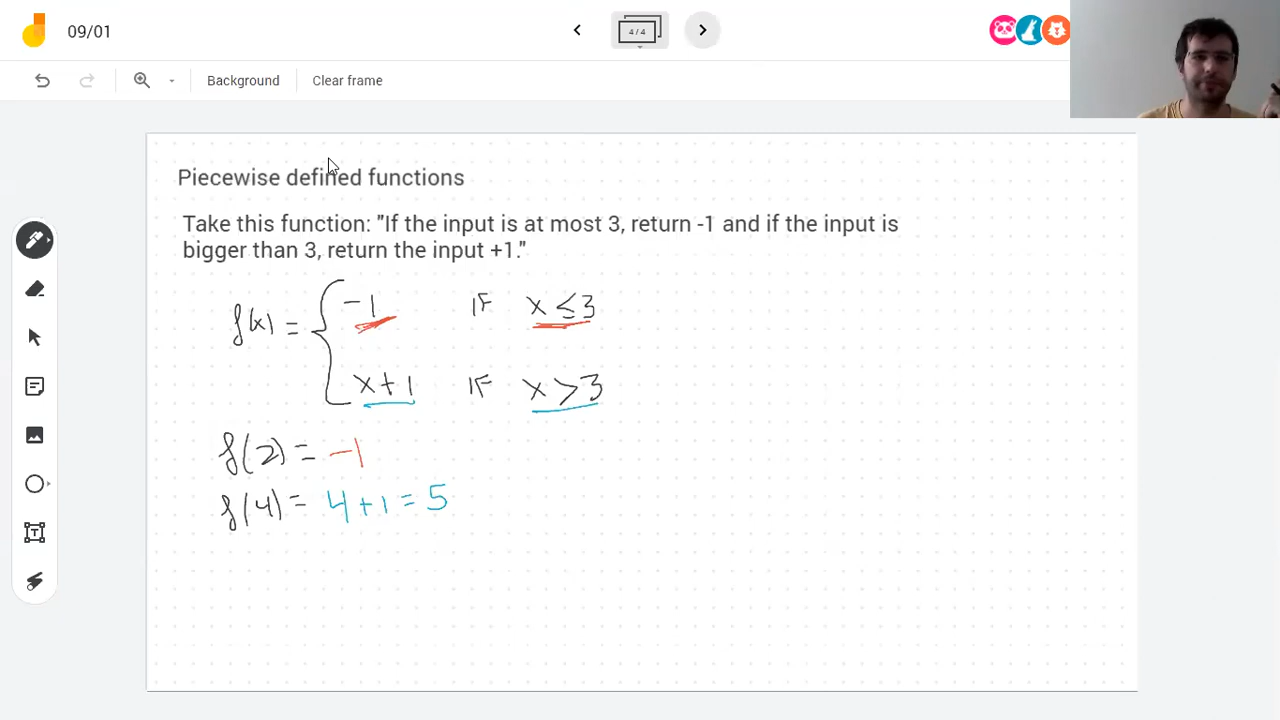 09/01
4 / 4
Background
Clear frame
Piecewise defined functions
Take this function: "If the input is at most 3, return -1 and if the input is
bigger than 3, return the input +1."
f(x) = { -1 IF x ≤ 3
x + 1 IF x > 3
f(2) = -1
f(4) = 4 + 1 = 5